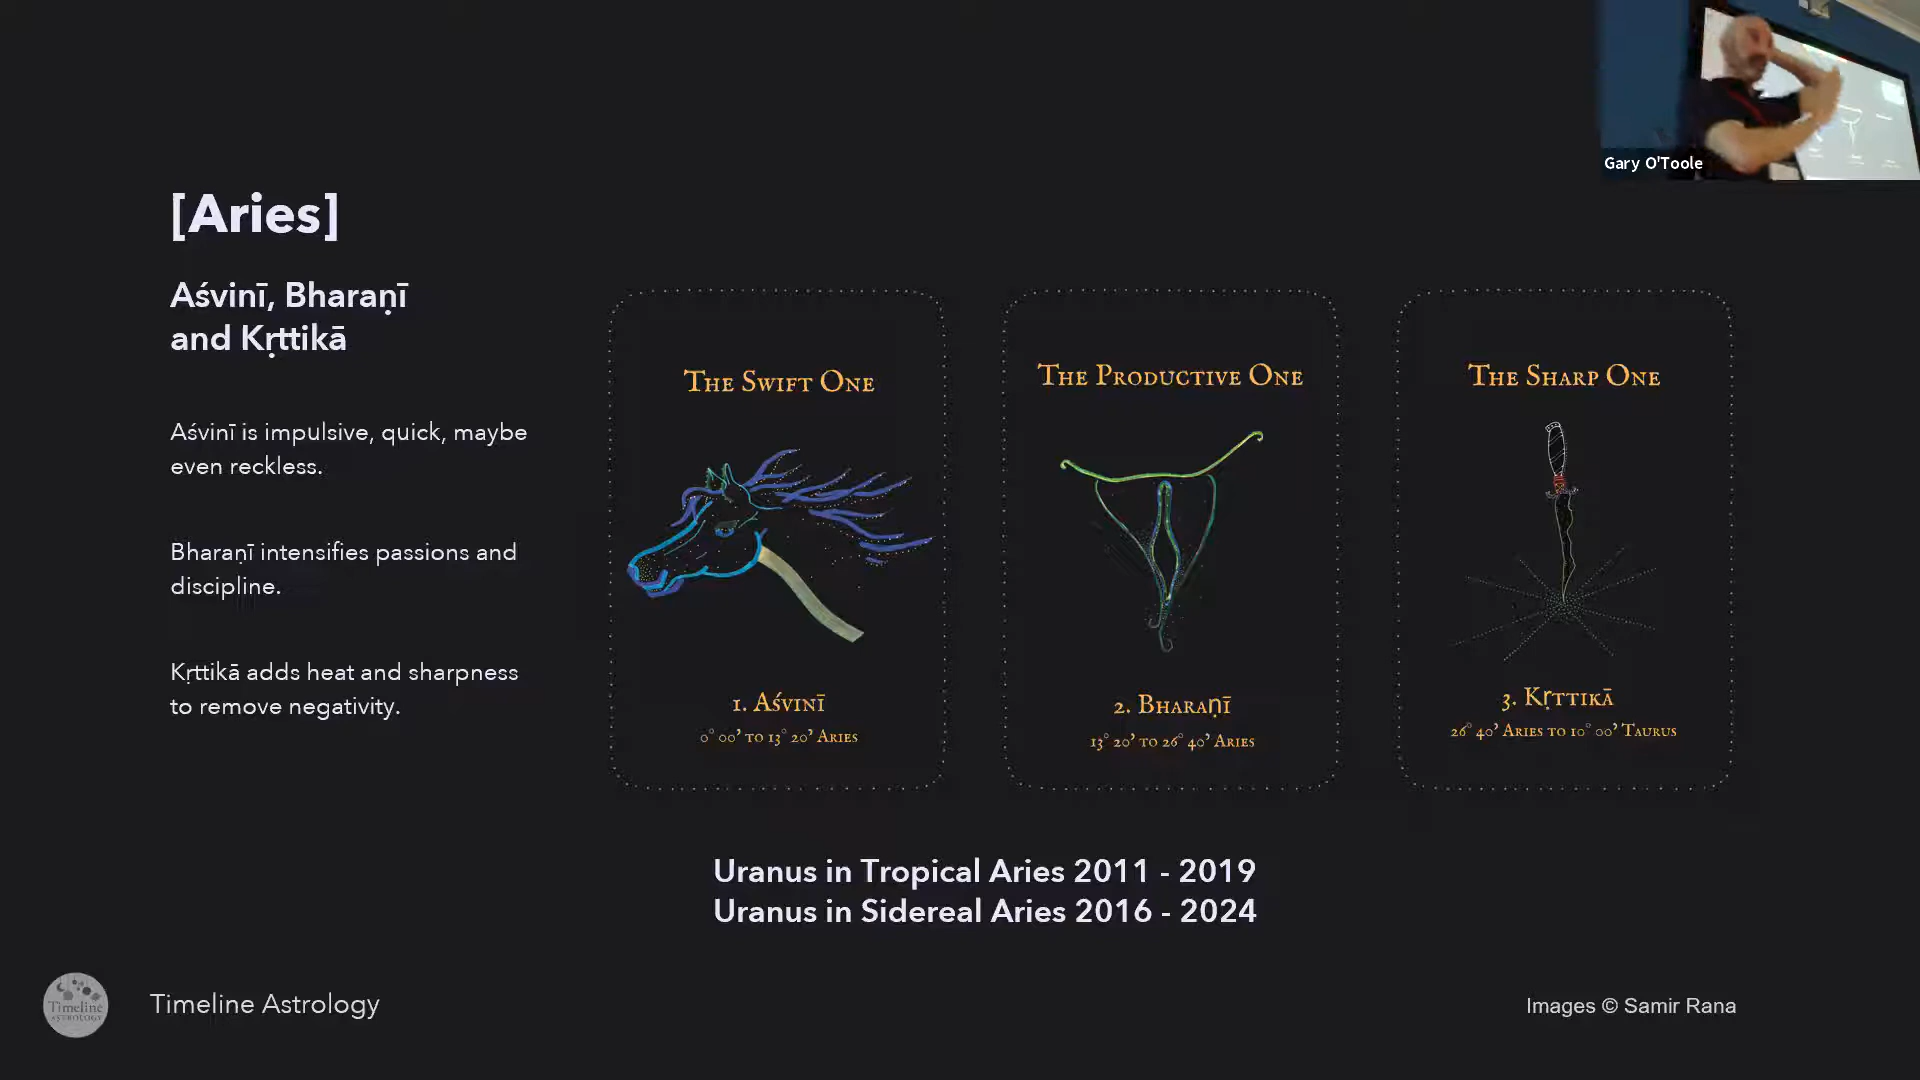 Gary O'Toole
[Aries]
Aśvinī, Bharaṇī
and Kṛttikā
Aśvinī is impulsive, quick, maybe
even reckless.
Bharaṇī intensifies passions and
discipline.
Kṛttikā adds heat and sharpness
to remove negativity.
The Swift One
1. Aśvinī
0° 00’ to 13° 20’ Aries
The Productive One
2. Bharaṇī
13° 20’ to 26° 40’ Aries
The Sharp One
3. Kṛttikā
26° 40’ Aries to 10° 00’ Taurus
Uranus in Tropical Aries 2011 - 2019
Uranus in Sidereal Aries 2016 - 2024
Timeline
Astrology
Timeline Astrology
Images © Samir Rana